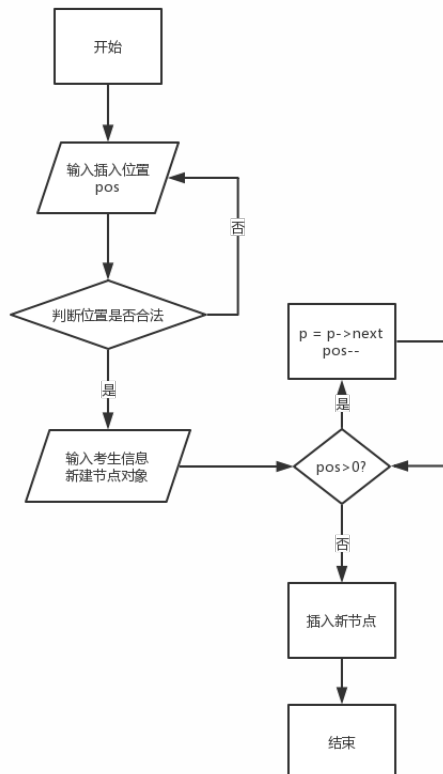 开始
输入插入位置
pos
否
判断位置是否合法
是
输入考生信息
新建节点对象
p = p->next
pos--
是
pos>0?
否
插入新节点
结束